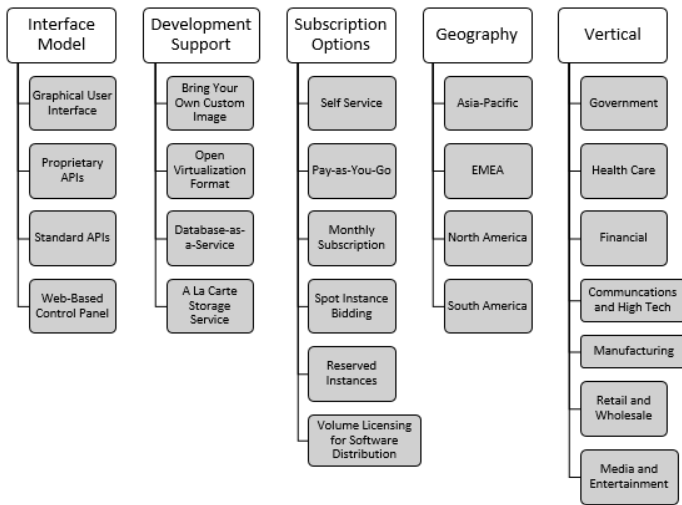 Interface
Model
Graphical User
Interface
Proprietary
APIs
Standard APIs
Web-Based
Control Panel
Development
Support
Bring Your
Own Custom
Image
Open
Virtualization
Format
Database-as-
a-Service
A La Carte
Storage
Service
Subscription
Options
Self Service
Pay-as-You-Go
Monthly
Subscription
Spot Instance
Bidding
Reserved
Instances
Volume Licensing
for Software
Distribution
Geography
Asia-Pacific
EMEA
North America
South America
Vertical
Government
Health Care
Financial
Communcations
and High Tech
Manufacturing
Retail and
Wholesale
Media and
Entertainment